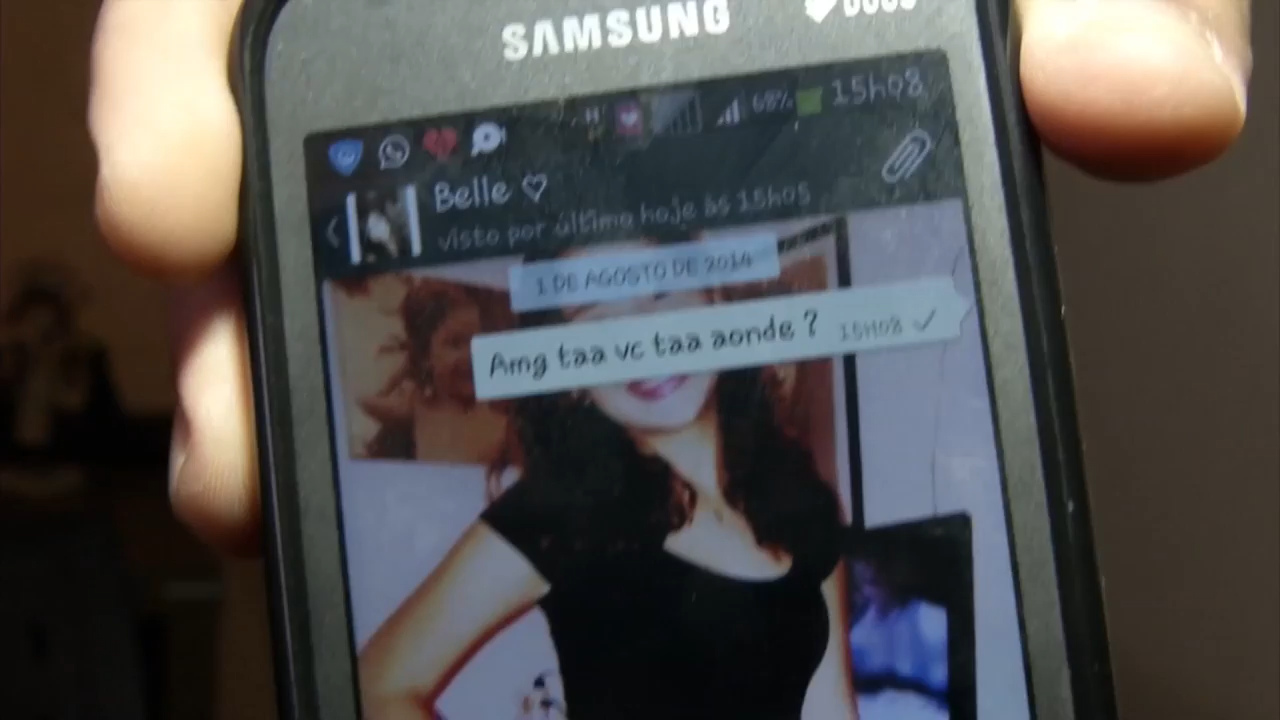 SAMSUNG
DUOS
68% 15h08
Belle ♡
visto por último hoje às 15h05
1 DE AGOSTO DE 2014
Amg taa vc taa aonde ? 15h08 ✓